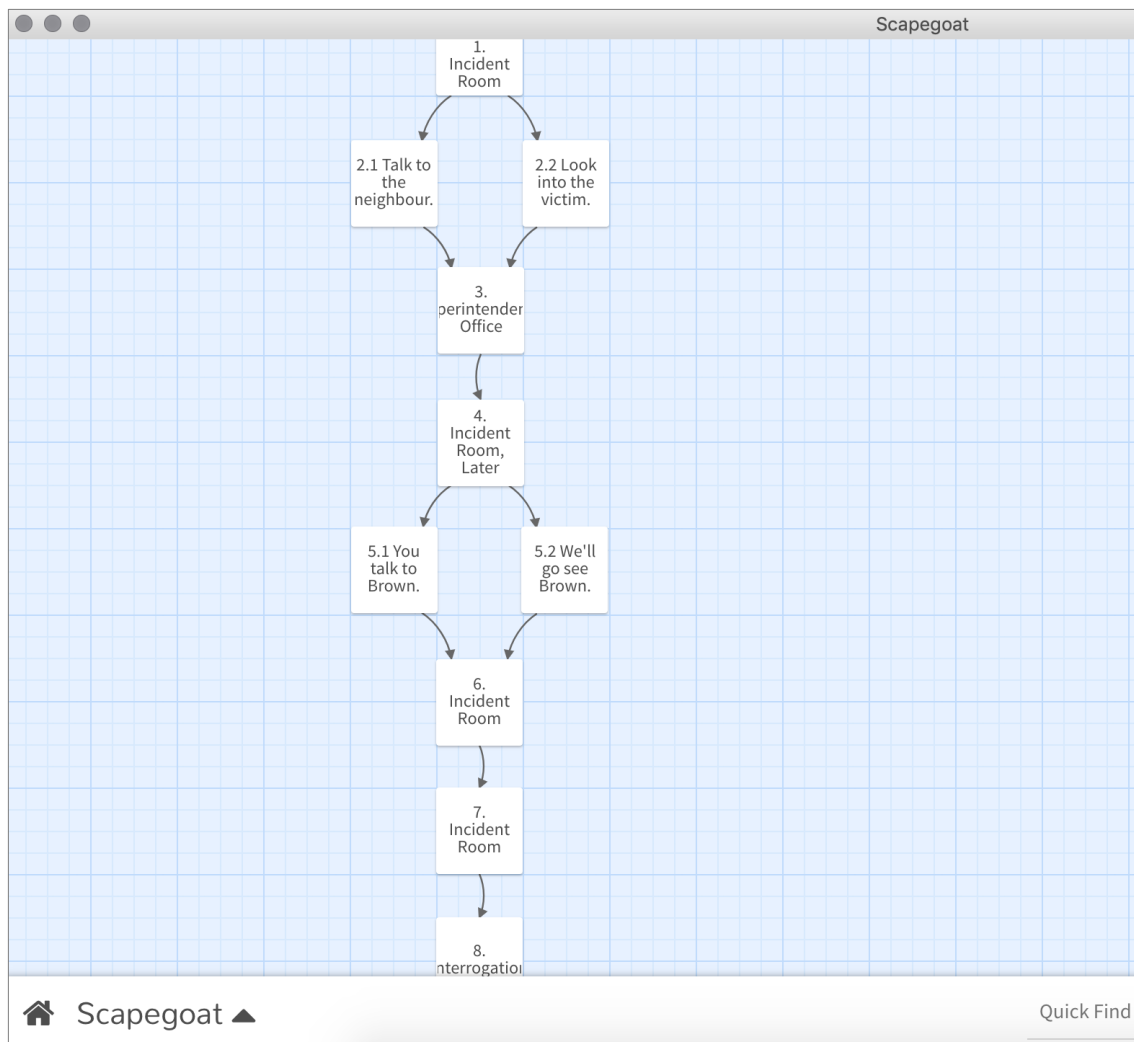 Scapegoat
1.
Incident
Room
2.1 Talk to
the
neighbour.
2.2 Look
into the
victim.
3.
perintender
Office
4.
Incident
Room,
Later
5.1 You
talk to
Brown.
5.2 We'll
go see
Brown.
6.
Incident
Room
7.
Incident
Room
8.
nterrogation
Scapegoat
Quick Find